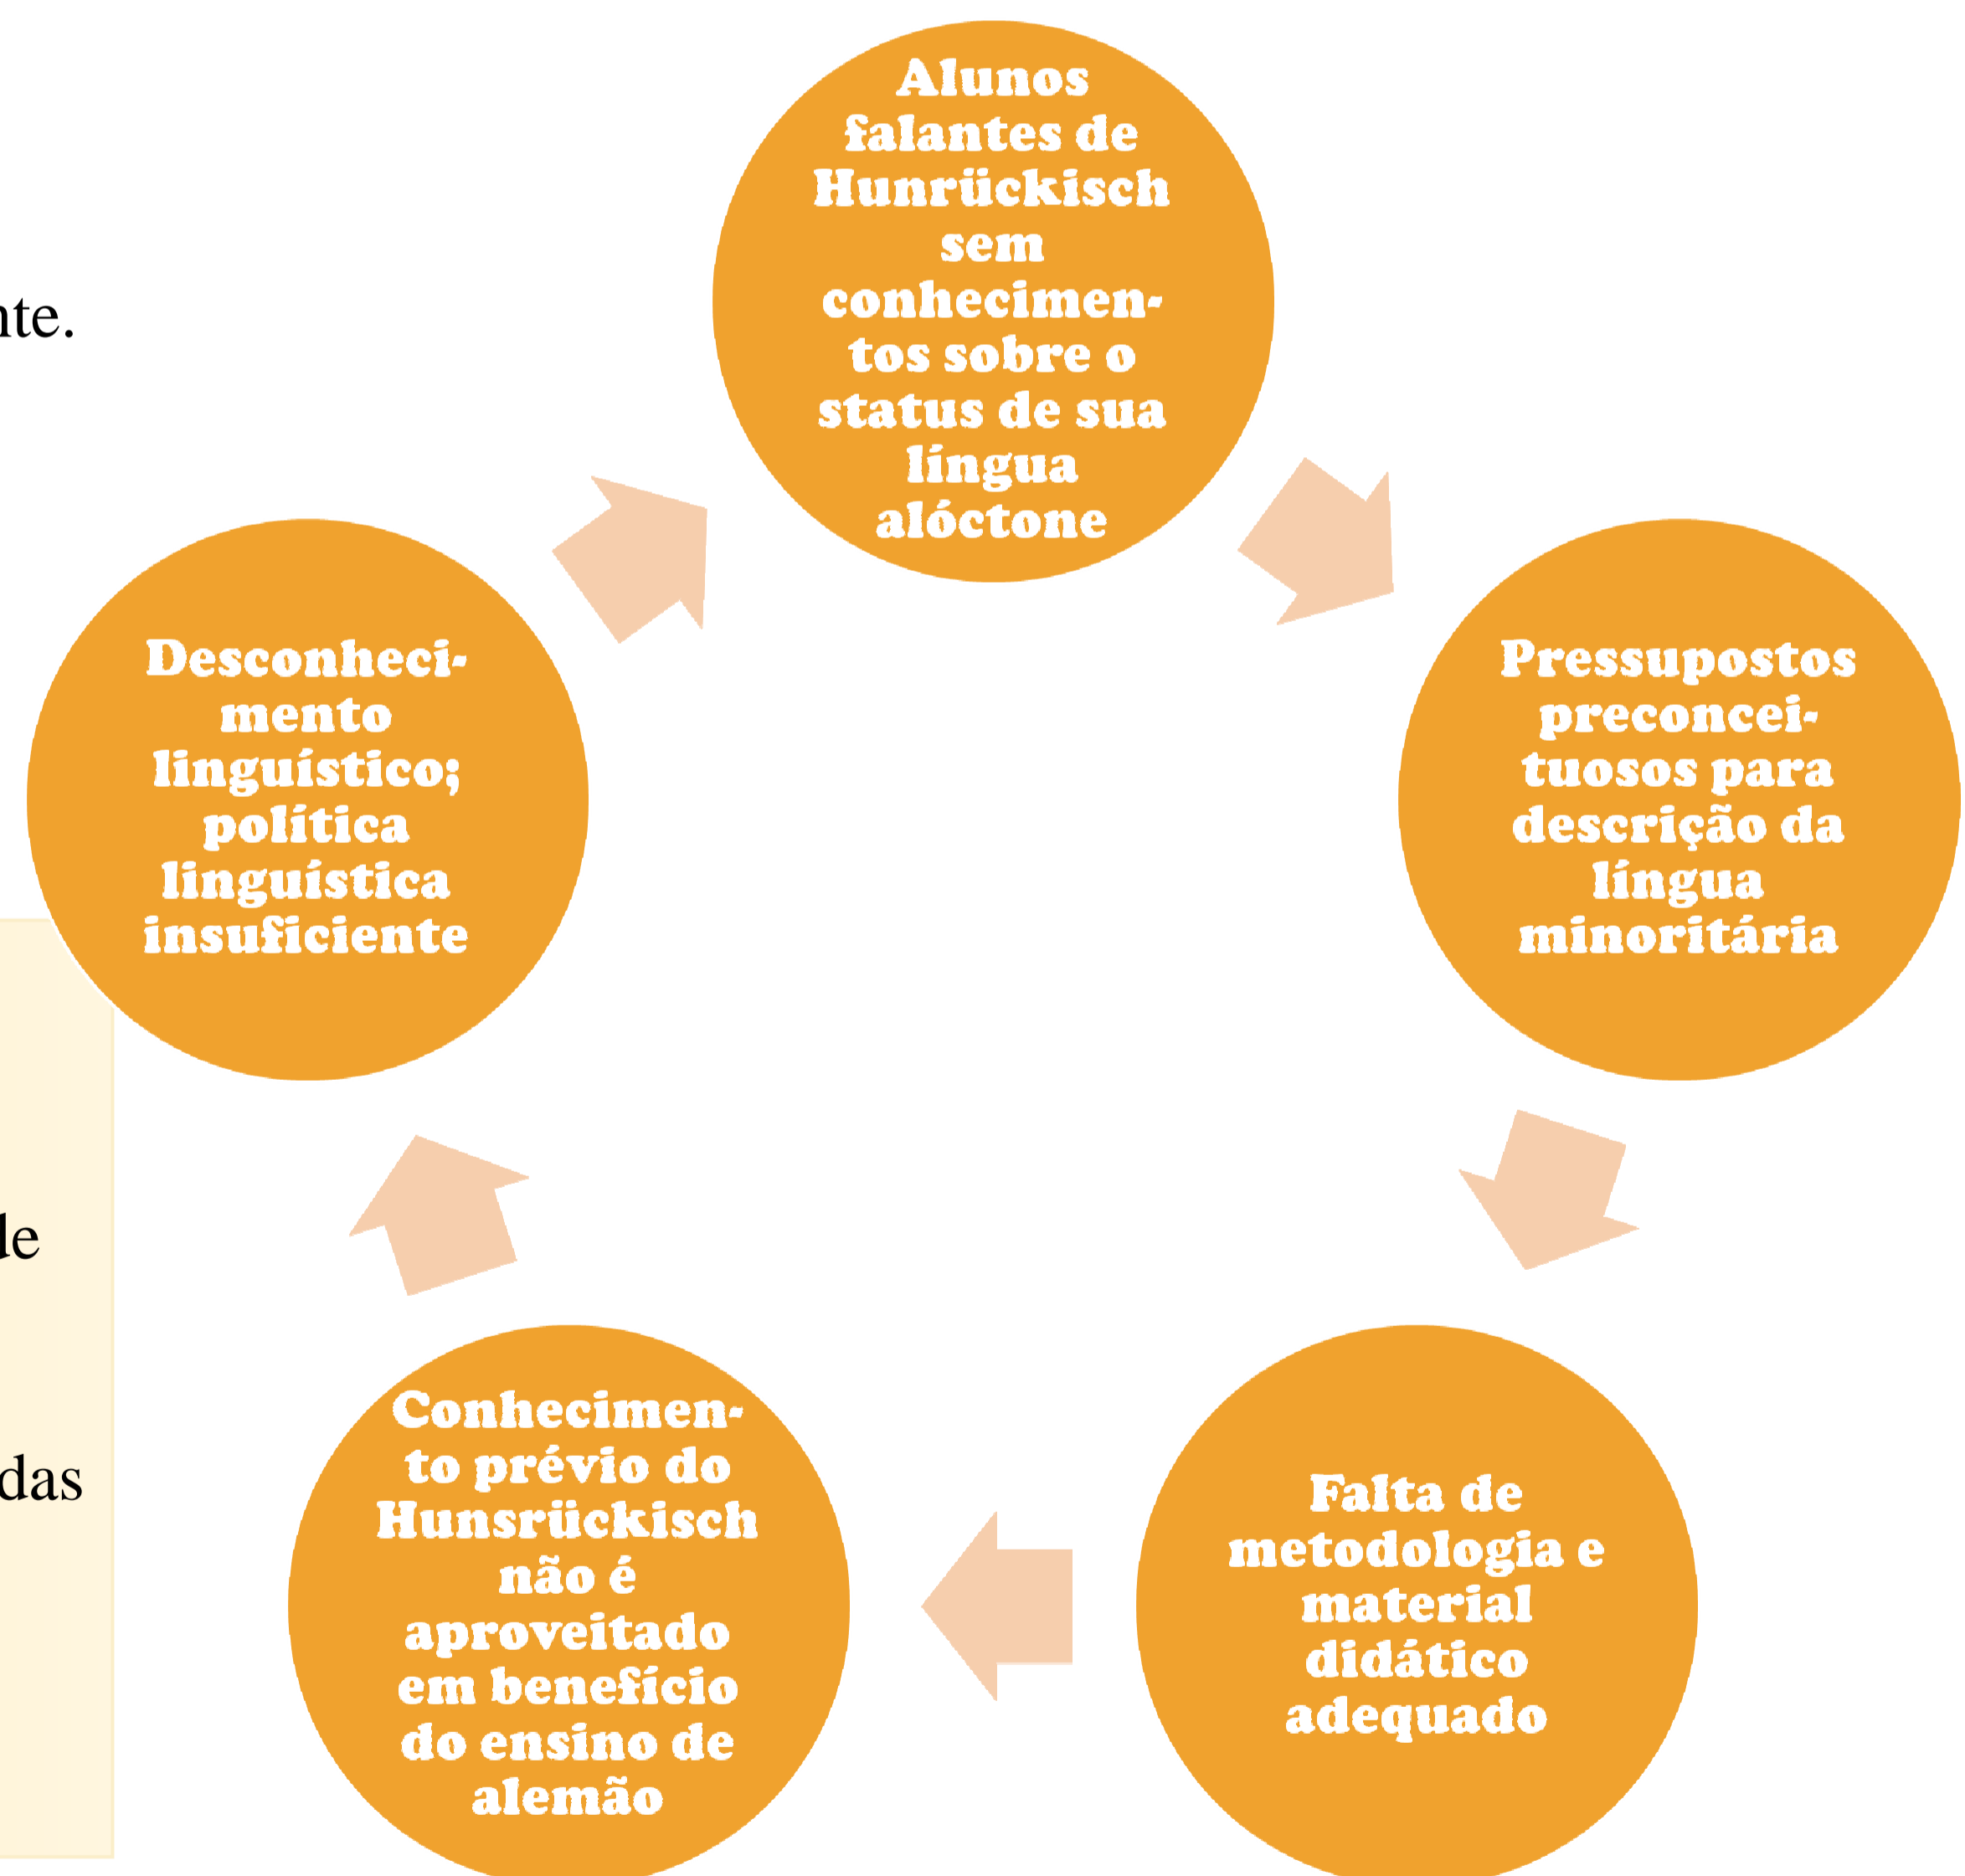 nte.
le
das
Alunos
falantes de
Hunrückisch
sem
conhecimen-
tos sobre o
status de sua
língua
alóctone
Pressupostos
preconcei-
tuosos para
descrição da
língua
minoritária
Falta de
metodologia e
material
didático
adequado
Conhecimen-
to prévio do
Hunsrückisch
não é
aproveitado
em benefício
do ensino de
alemão
Desconheci-
mento
linguístico;
política
linguística
insuficiente